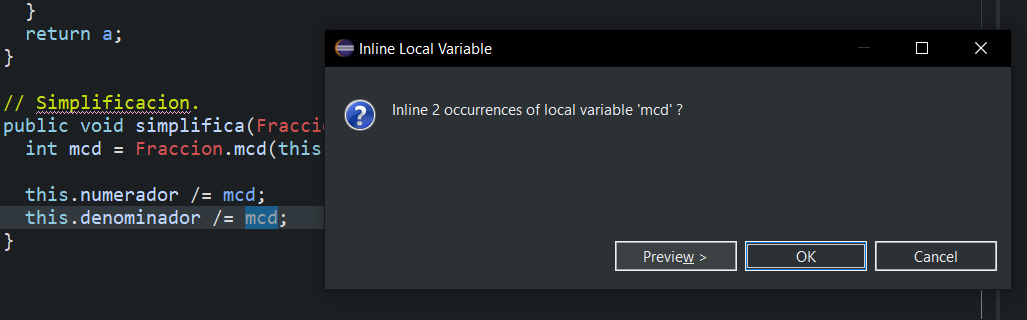 }
return a;
}
// Simplificacion.
public void simplifica(Fracci
int mcd = Fraccion.mcd(this
this.numerador /= mcd;
this.denominador /= mcd;
}
Inline Local Variable
Inline 2 occurrences of local variable 'mcd' ?
Preview >
OK
Cancel